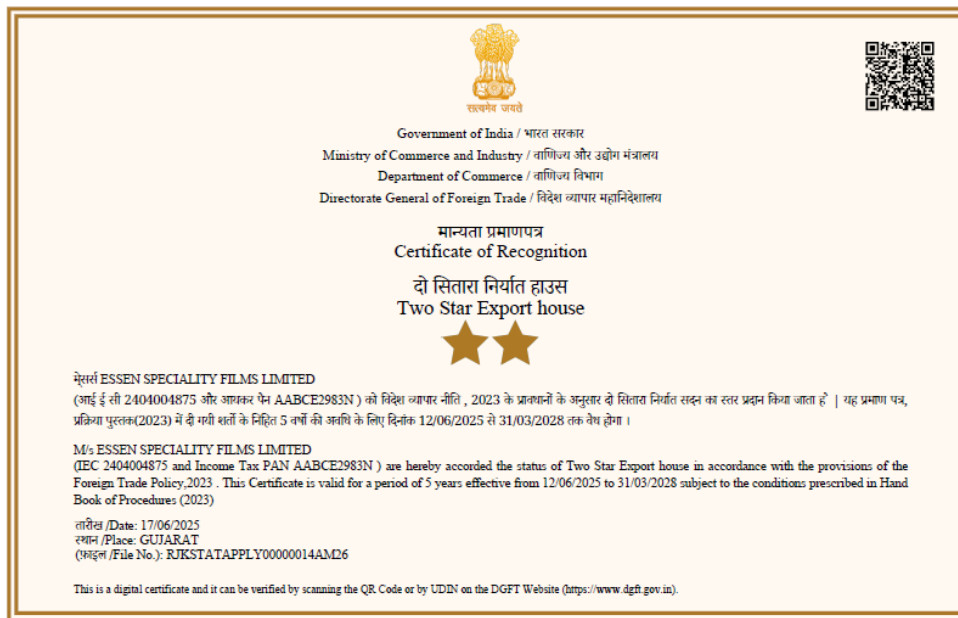 सत्यमेव जयते
Government of India / भारत सरकार
Ministry of Commerce and Industry / वाणिज्य और उद्योग मंत्रालय
Department of Commerce / वाणिज्य विभाग
Directorate General of Foreign Trade / विदेश व्यापार महानिदेशालय
मान्यता प्रमाणपत्र
Certificate of Recognition
दो सितारा निर्यात हाउस
Two Star Export house
मेसर्स ESSEN SPECIALITY FILMS LIMITED
(आई ई सी 2404004875 और आयकर पैन AABCE2983N ) को विदेश व्यापार नीति , 2023 के प्रावधानों के अनुसार दो सितारा निर्यात सदन का स्तर प्रदान किया जाता है | यह प्रमाण पत्र,
प्रक्रिया पुस्तक(2023) में दी गयी शर्तो के निहित 5 वर्षो की अवधि के लिए दिनांक 12/06/2025 से 31/03/2028 तक वैध होगा ।
M/s ESSEN SPECIALITY FILMS LIMITED
(IEC 2404004875 and Income Tax PAN AABCE2983N ) are hereby accorded the status of Two Star Export house in accordance with the provisions of the
Foreign Trade Policy,2023 . This Certificate is valid for a period of 5 years effective from 12/06/2025 to 31/03/2028 subject to the conditions prescribed in Hand
Book of Procedures (2023)
तारीख /Date: 17/06/2025
स्थान /Place: GUJARAT
(फ़ाइल /File No.): RJKSTATAPPLY00000014AM26
This is a digital certificate and it can be verified by scanning the QR Code or by UDIN on the DGFT Website (https://www.dgft.gov.in).